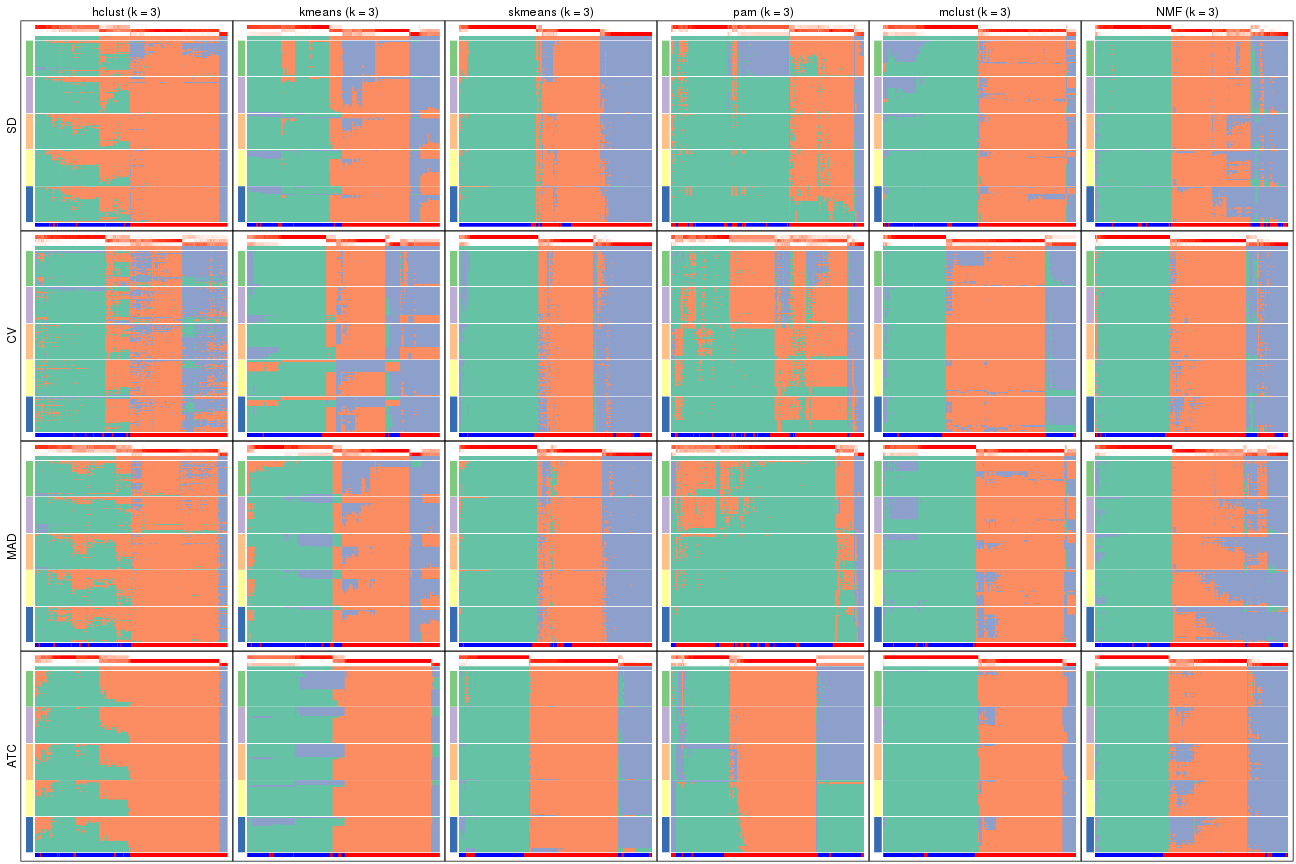 hclust (k = 3) kmeans (k = 3) skmeans (k = 3) pam (k = 3) mclust (k = 3) NMF (k = 3)
SD
CV
MAD
ATC